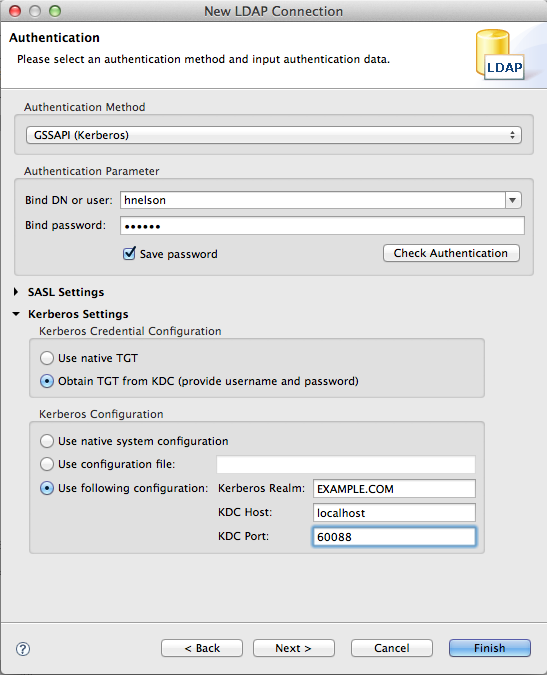 New LDAP Connection
Authentication
Please select an authentication method and input authentication data.
LDAP
Authentication Method
GSSAPI (Kerberos)
Authentication Parameter
Bind DN or user: hnelson
Bind password: ••••••
Save password Check Authentication
SASL Settings
Kerberos Settings
Kerberos Credential Configuration
Use native TGT
Obtain TGT from KDC (provide username and password)
Kerberos Configuration
Use native system configuration
Use configuration file:
Use following configuration: Kerberos Realm: EXAMPLE.COM
KDC Host: localhost
KDC Port: 60088
? < Back Next > Cancel Finish